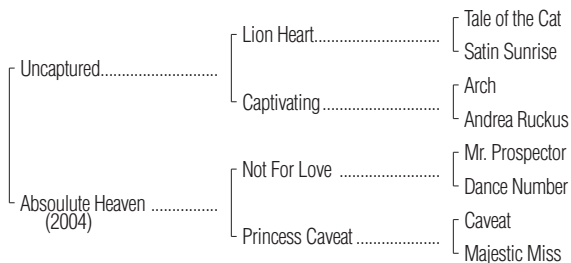 Tale of the Cat
Lion Heart..................................
Satin Sunrise
Uncaptured................................
Arch
Captivating ................................
Andrea Ruckus
Mr. Prospector
Not For Love ...........................
Dance Number
Absoulute Heaven ..................
(2004)
Caveat
Princess Caveat ......................
Majestic Miss